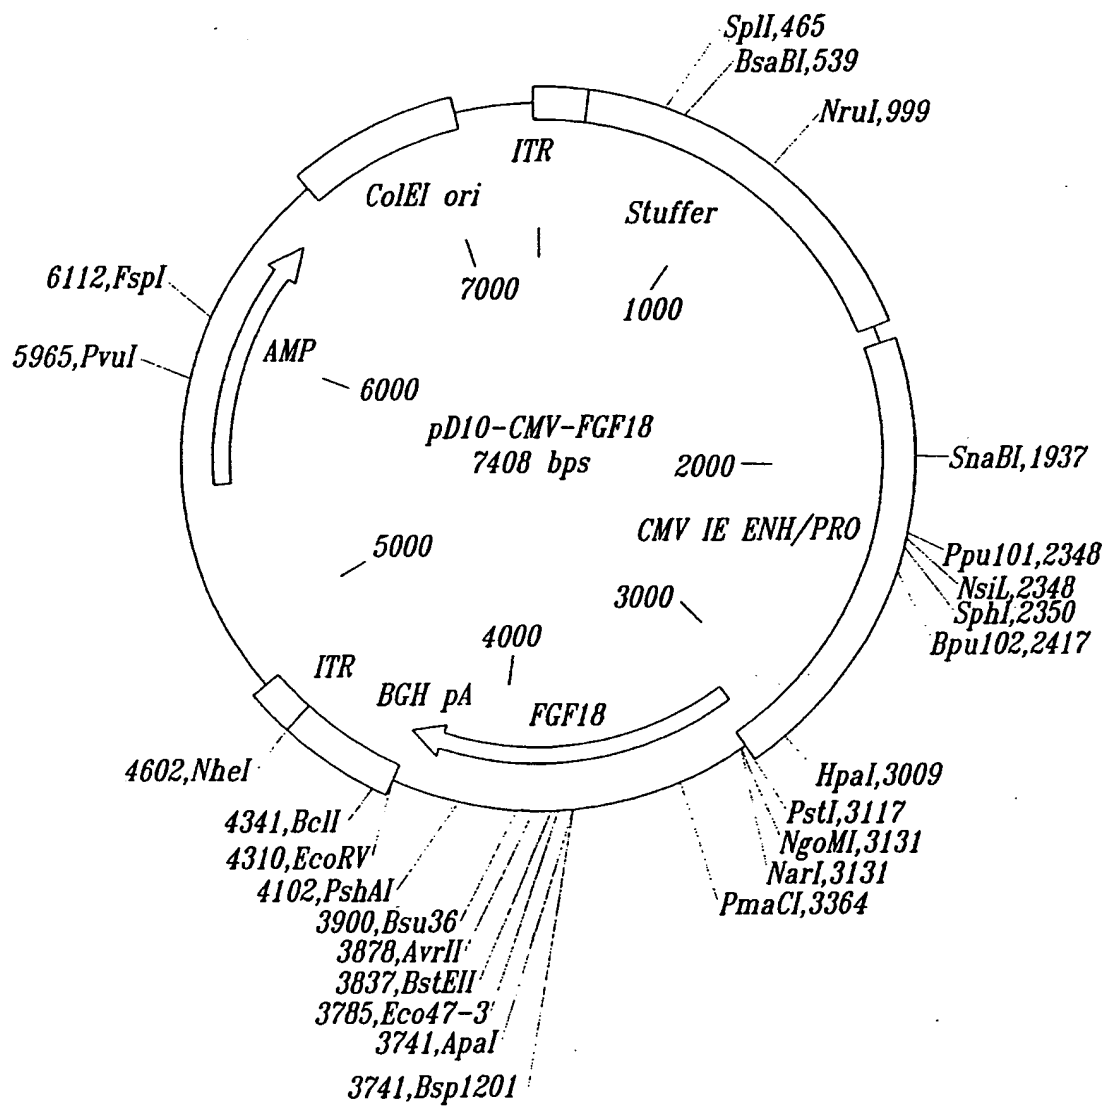 SplI,465
BsaBI,539
NruI,999
ITR
ColEI ori
Stuffer
6112,FspI
7000
1000
5965,PvuI
AMP
6000
pD10-CMV-FGF18
7408 bps
2000
SnaBI,1937
CMV IE ENH/PRO
5000
Ppu101,2348
NsiL,2348
SphI,2350
Bpu102,2417
3000
4000
ITR
BGH pA
FGF18
4602,NheI
HpaI,3009
4341,BclI
PstI,3117
4310,EcoRV
NgoMI,3131
4102,PshAI
NarI,3131
3900,Bsu36
PmaCI,3364
3878,AvrII
3837,BstEII
3785,Eco47-3
3741,ApaI
3741,Bsp1201